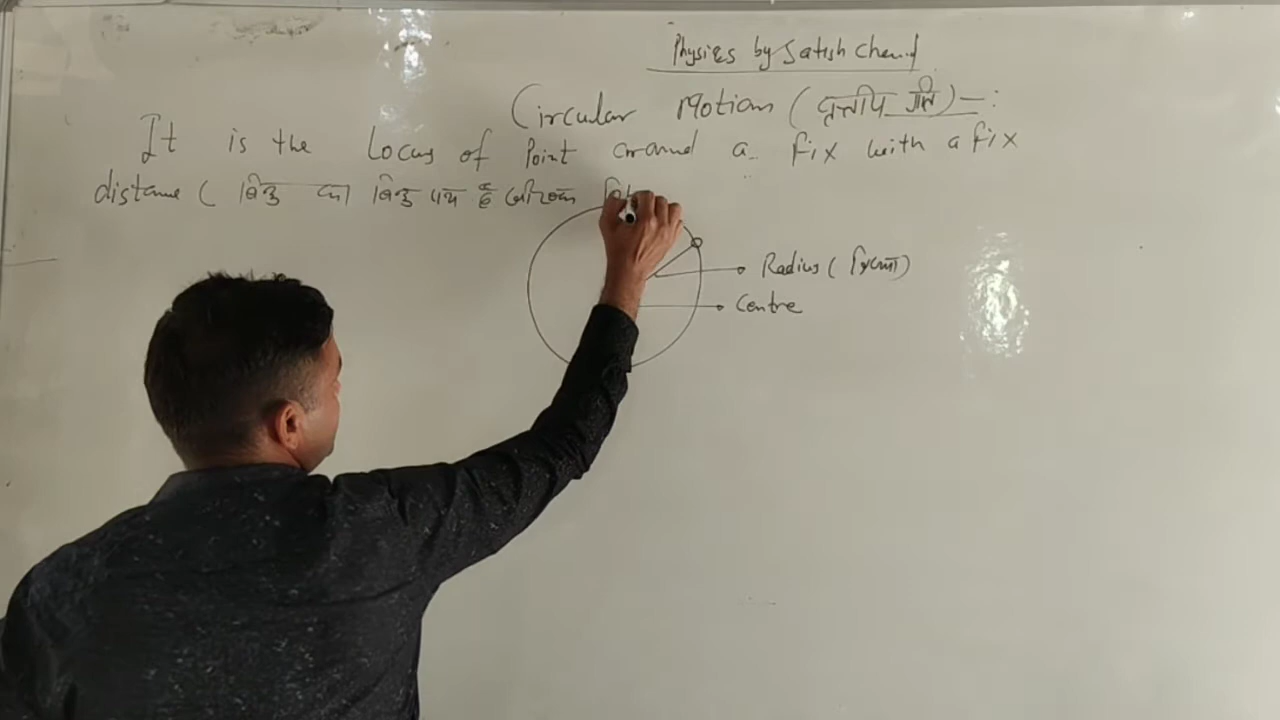 Physics by Satish Chand
Circular Motion (वृत्तीय गति) -:
It is the Locus of Point around a fix with a fix
distance ( बिन्दु का बिन्दु पथ है
Radius ( त्रिज्या)
Centre